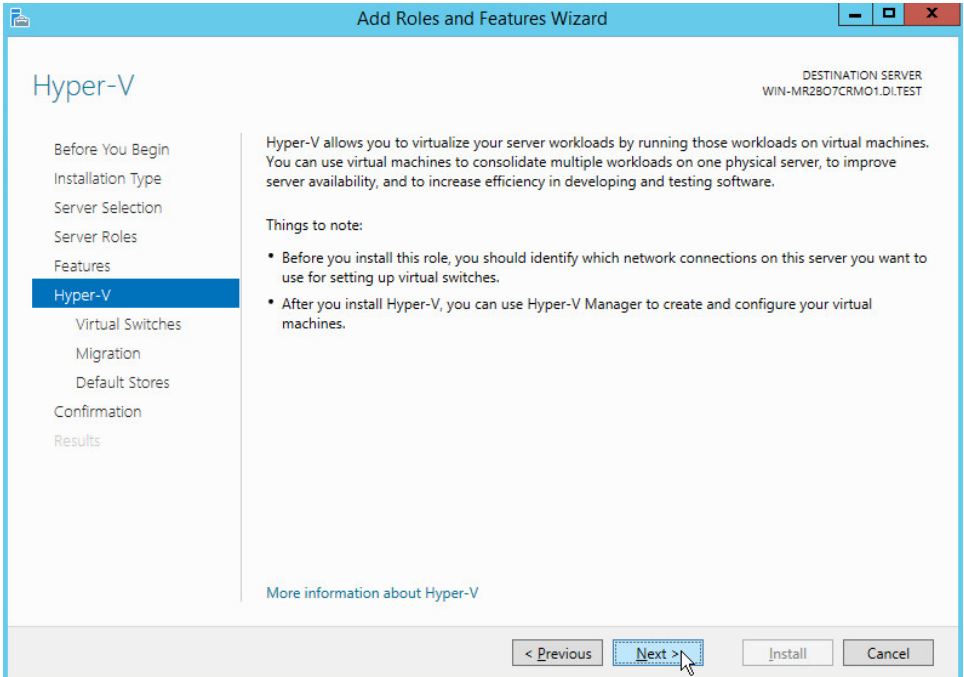 Add Roles and Features Wizard
Hyper-V
DESTINATION SERVER
WIN-MR2BO7CRMO1.DI.TEST
Before You Begin
Installation Type
Server Selection
Server Roles
Features
Hyper-V
Virtual Switches
Migration
Default Stores
Confirmation
Results
Hyper-V allows you to virtualize your server workloads by running those workloads on virtual machines.
You can use virtual machines to consolidate multiple workloads on one physical server, to improve
server availability, and to increase efficiency in developing and testing software.
Things to note:
• Before you install this role, you should identify which network connections on this server you want to
use for setting up virtual switches.
• After you install Hyper-V, you can use Hyper-V Manager to create and configure your virtual
machines.
More information about Hyper-V
< Previous
Next >
Install
Cancel